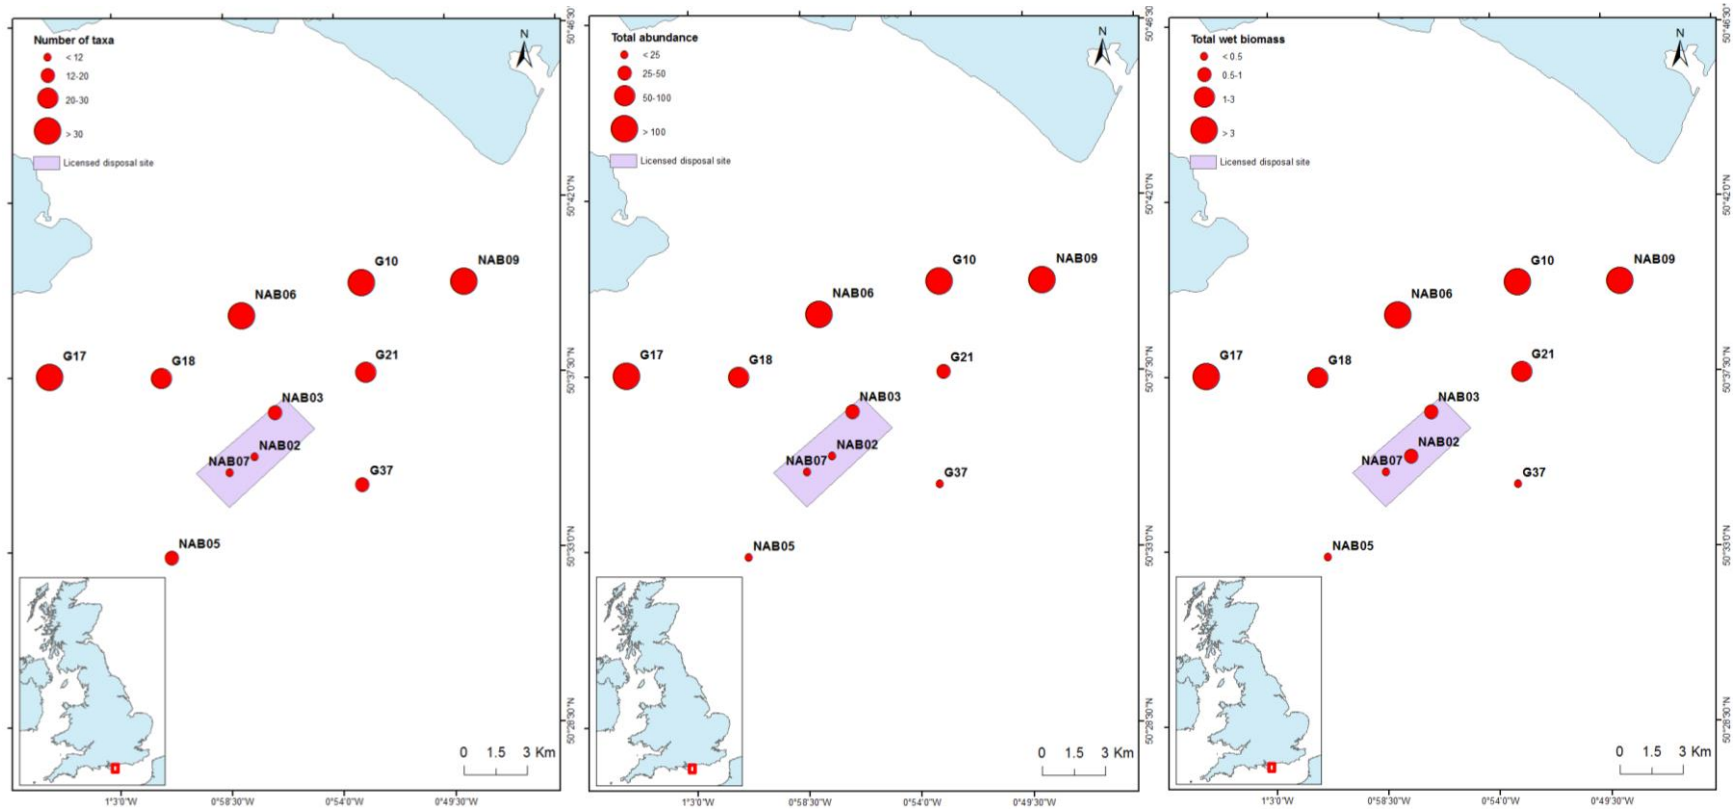 Number of taxa
< 12
12-20
20-30
> 30
Licensed disposal site
N
G10
NAB09
NAB06
G17
G18
G21
NAB03
NAB02
NAB07
G37
NAB05
0 1.5 3 Km
50°46'30"
50°42'0"N
50°37'30"N
50°33'0"N
50°28'30"N
1°3'0"W 0°58'30"W 0°54'0"W 0°49'30"W
Total abundance
< 25
25-50
50-100
> 100
Licensed disposal site
N
G10
NAB09
NAB06
G17
G18
G21
NAB03
NAB02
NAB07
G37
NAB05
0 1.5 3 Km
50°46'30"
50°42'0"N
50°37'30"N
50°33'0"N
50°28'30"N
1°3'0"W 0°58'30"W 0°54'0"W 0°49'30"W
Total wet biomass
< 0.5
0.5-1
1-3
> 3
Licensed disposal site
N
G10
NAB09
NAB06
G17
G18
G21
NAB03
NAB02
NAB07
G37
NAB05
0 1.5 3 Km
50°46'30"
50°42'0"N
50°37'30"N
50°33'0"N
50°28'30"N
1°3'0"W 0°58'30"W 0°54'0"W 0°49'30"W